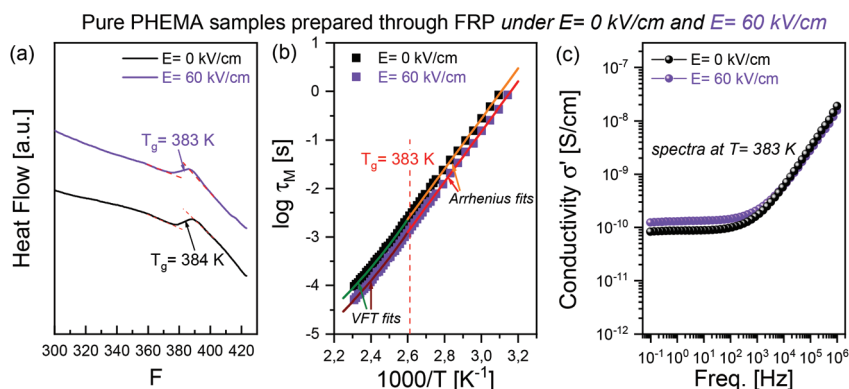 Pure PHEMA samples prepared through FRP under E= 0 kV/cm and E= 60 kV/cm
(a)
E= 0 kV/cm
E= 60 kV/cm
Tg= 383 K
Tg= 384 K
Heat Flow [a.u.]
300 320 340 360 380 400 420
F
(b)
E= 0 kV/cm
E= 60 kV/cm
Tg= 383 K
Arrhenius fits
VFT fits
log τM [s]
1
0
-1
-2
-3
-4
-5
2,2 2,4 2,6 2,8 3,0 3,2
1000/T [K-1]
(c)
E= 0 kV/cm
E= 60 kV/cm
spectra at T= 383 K
Conductivity σ' [S/cm]
10-7
10-8
10-9
10-10
10-11
10-12
10-1 100 101 102 103 104 105 106
Freq. [Hz]